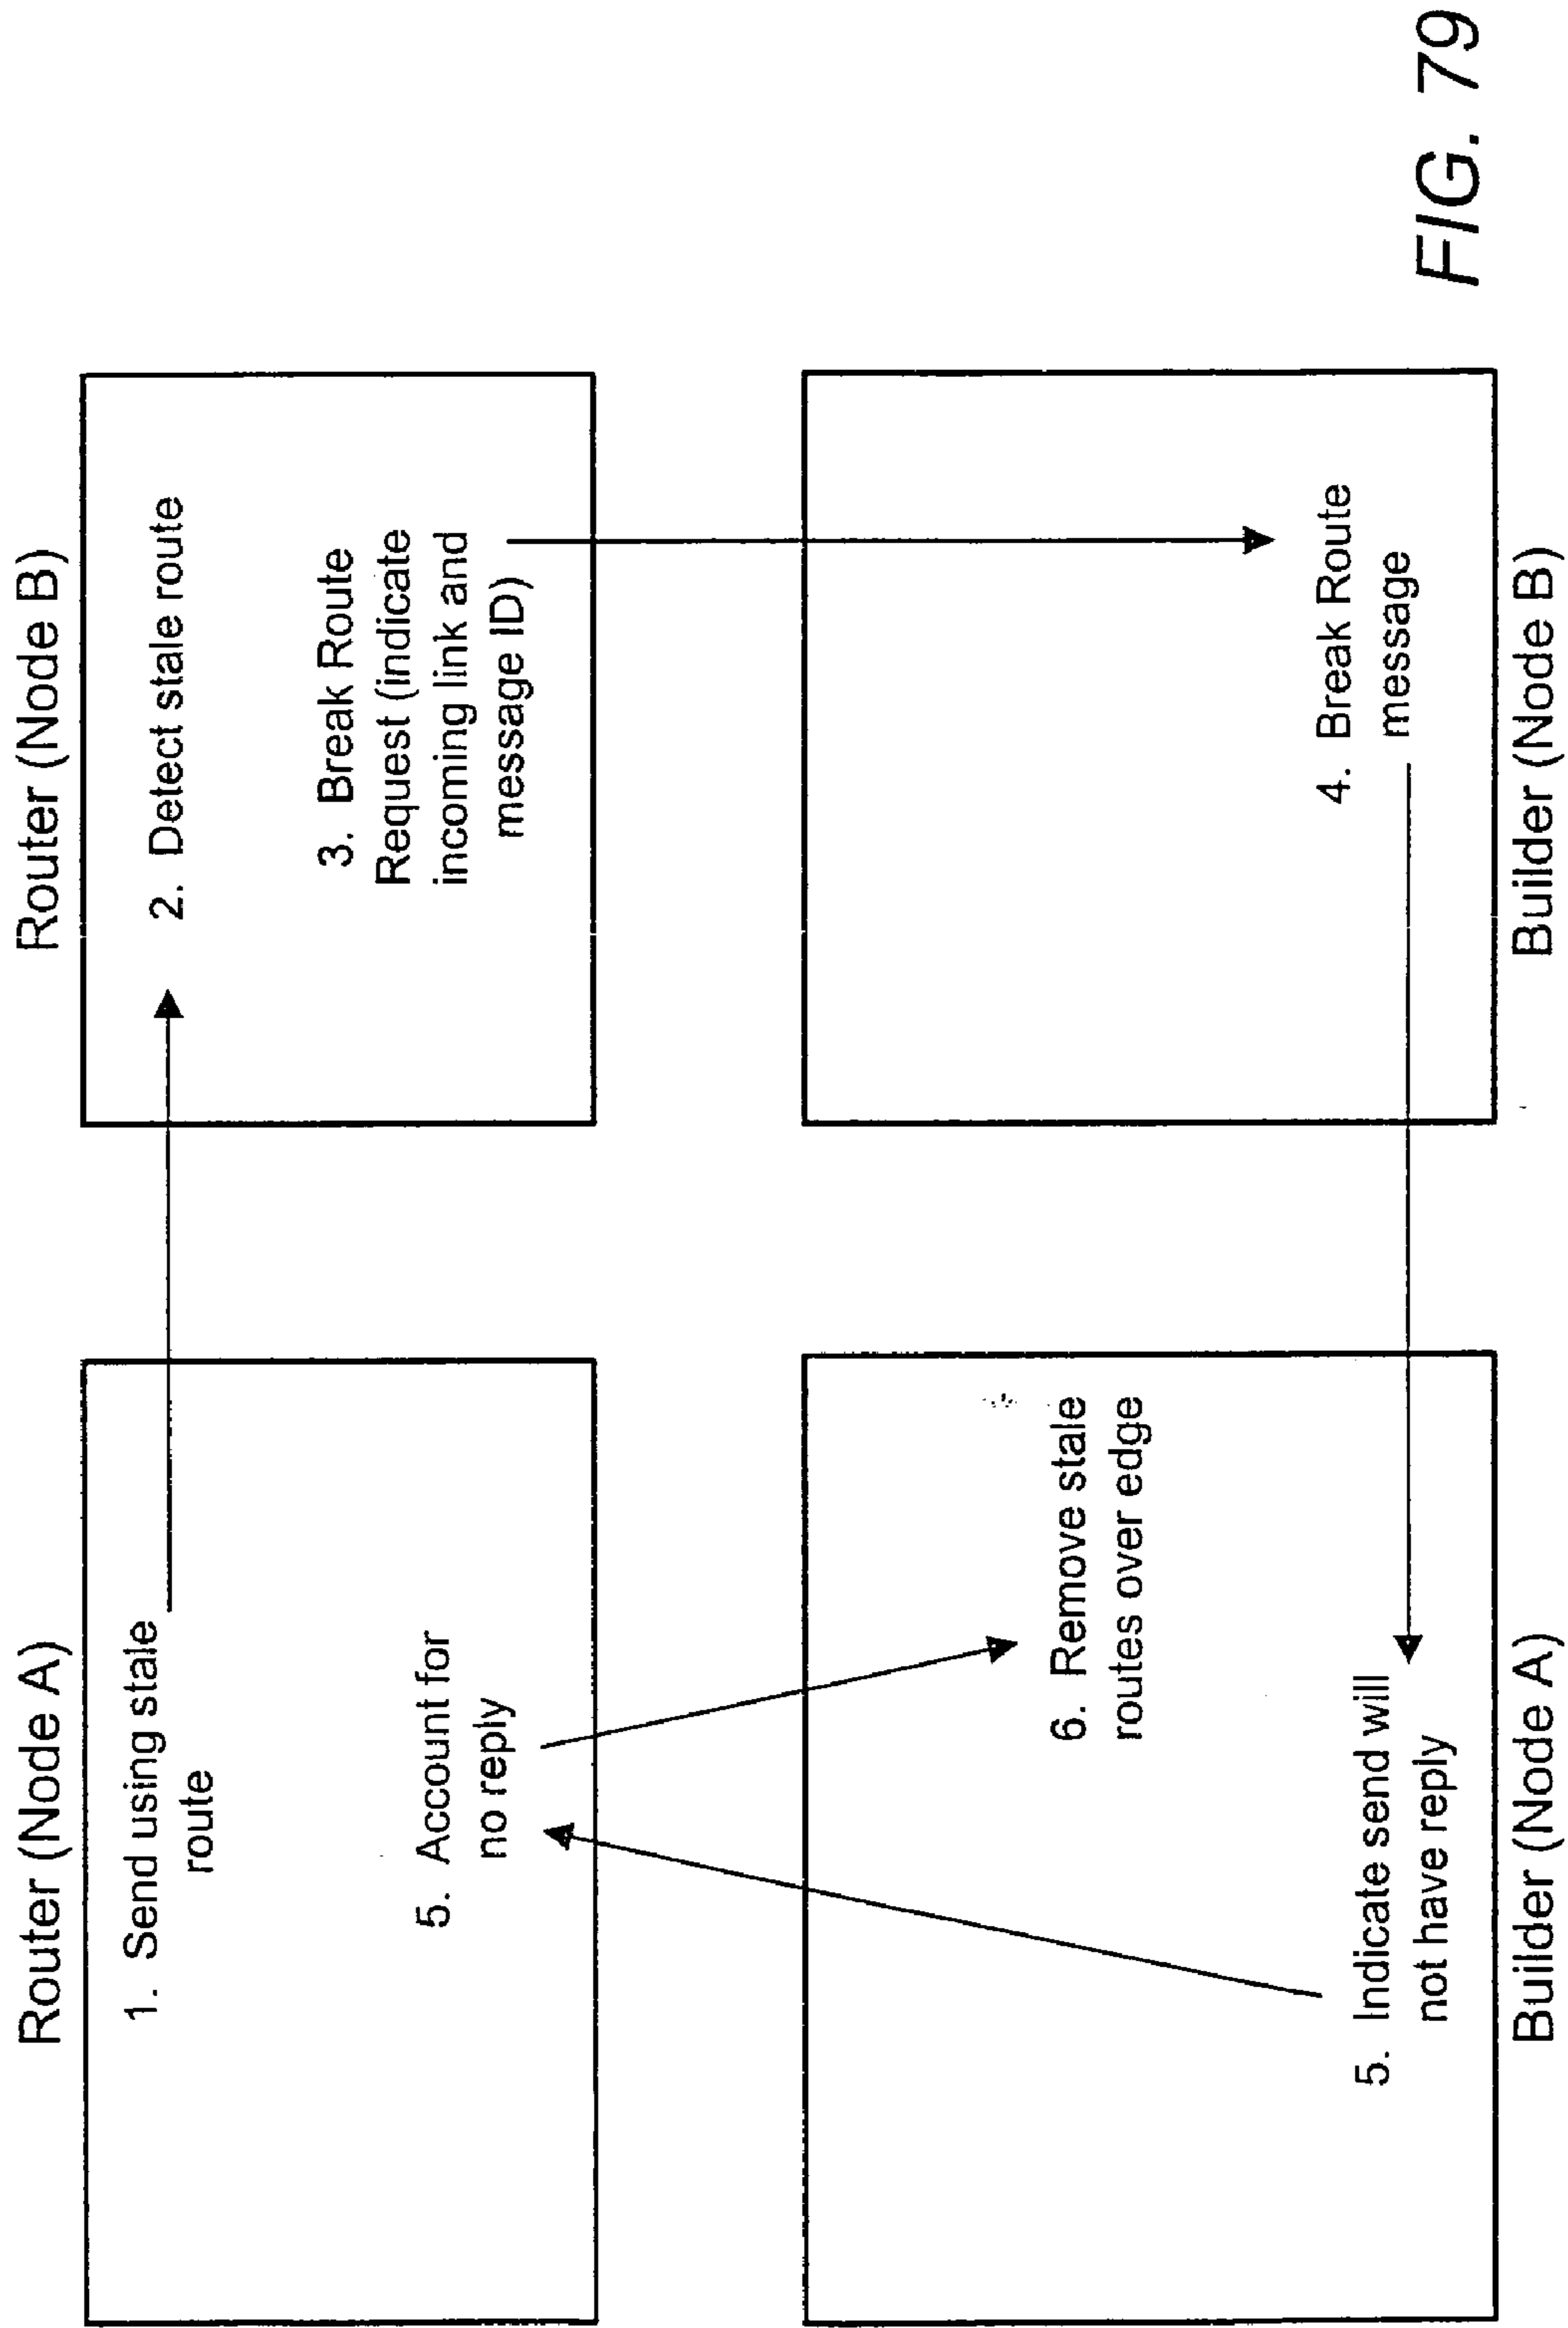 Router (Node A)
1. Send using stale
route
5. Account for
no reply
Router (Node B)
2. Detect stale route
3. Break Route
Request (indicate
incoming link and
message ID)
6. Remove stale
routes over edge
5. Indicate send will
not have reply
Builder (Node A)
4. Break Route
message
Builder (Node B)
FIG. 79